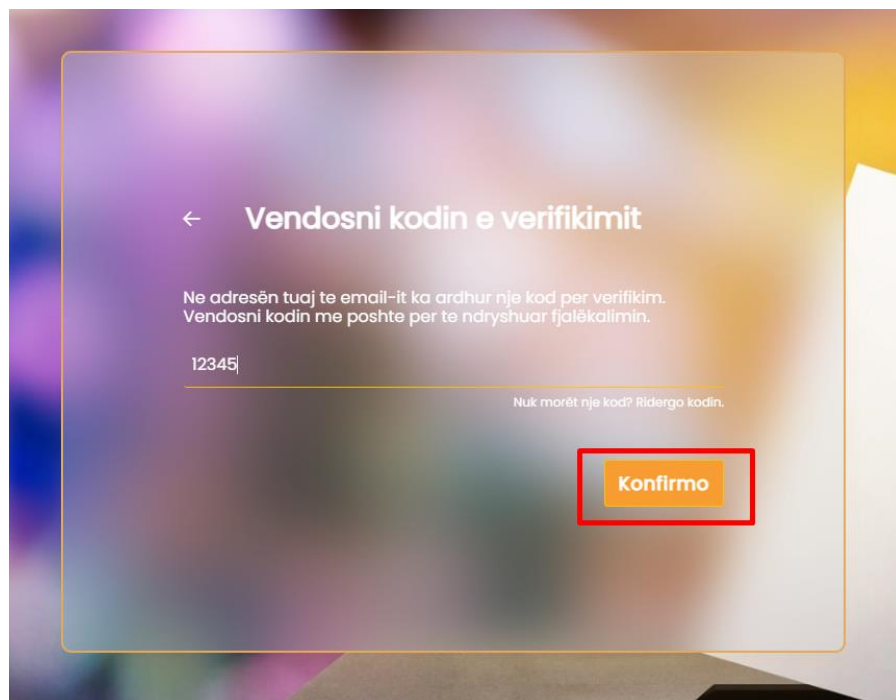 ← Vendosni kodin e verifikimit
Ne adresën tuaj te email-it ka ardhur nje kod per verifikim.
Vendosni kodin me poshte per te ndryshuar fjalëkalimin.
12345
Nuk morët nje kod? Ridergo kodin.
Konfirmo